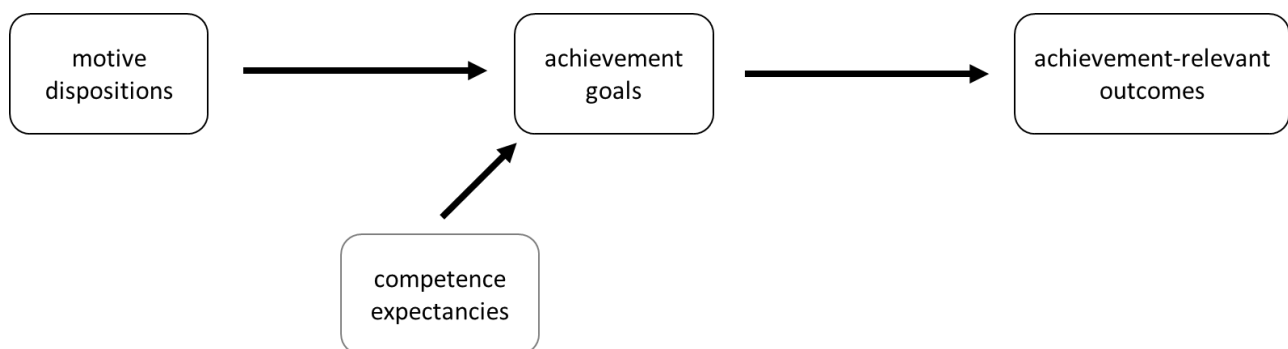 motive
dispositions
achievement
goals
achievement-relevant
outcomes
competence
expectancies